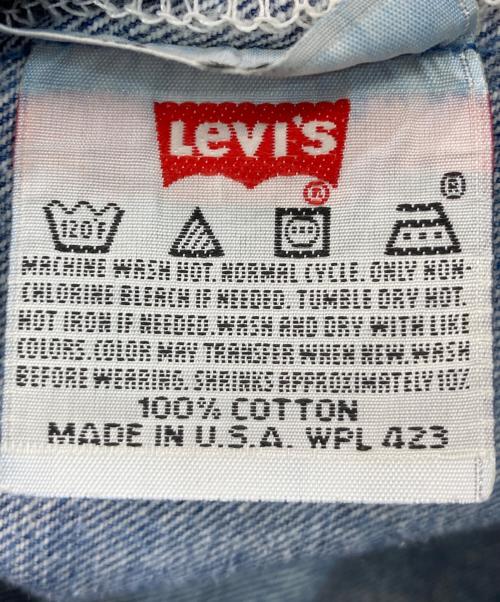 Levi's
®
®
120F
MACHINE WASH HOT. NORMAL CYCLE. ONLY NON-
CHLORINE BLEACH IF NEEDED. TUMBLE DRY HOT.
HOT IRON IF NEEDED.WASH AND DRY WITH LIKE
COLORS.COLOR MAY TRANSFER WHEN NEW.WASH
BEFORE WEARING. SHRINKS APPROXIMATELY 10%
100% COTTON
MADE IN U.S.A. WPL 423